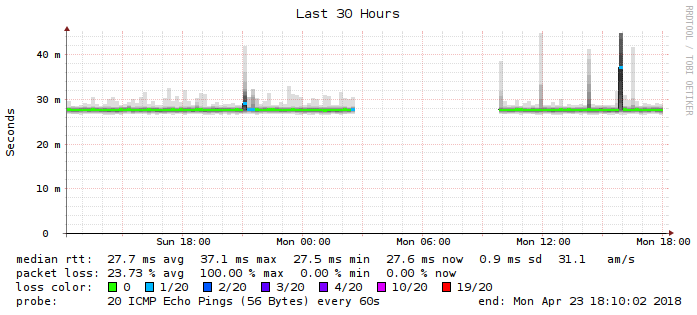 Last 30 Hours
RRDTOOL / TOBI OETIKER
Seconds
40 m
30 m
20 m
10 m
0
Sun 18:00 Mon 00:00 Mon 06:00 Mon 12:00 Mon 18:00
median rtt: 27.7 ms avg 37.1 ms max 27.5 ms min 27.6 ms now 0.9 ms sd 31.1 am/s
packet loss: 23.73 % avg 100.00 % max 0.00 % min 0.00 % now
loss color: 0 1/20 2/20 3/20 4/20 10/20 19/20
probe: 20 ICMP Echo Pings (56 Bytes) every 60s end: Mon Apr 23 18:10:02 2018